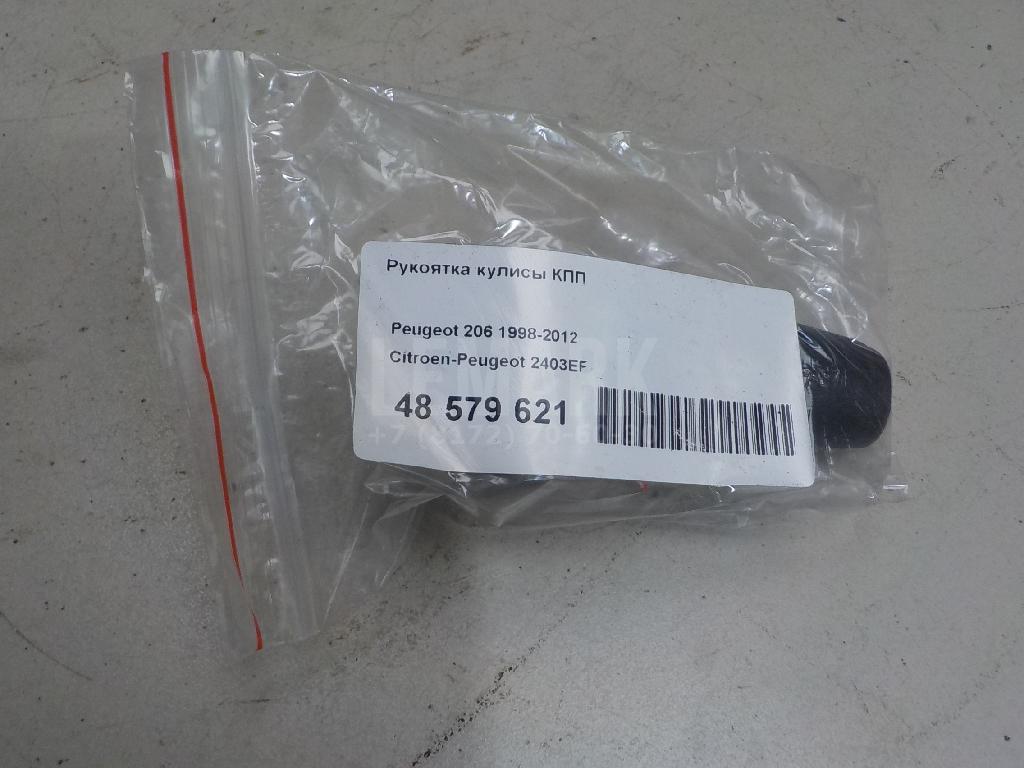 Рукоятка кулисы КПП
Peugeot 206 1998-2012
Citroen-Peugeot 2403EF
48 579 621